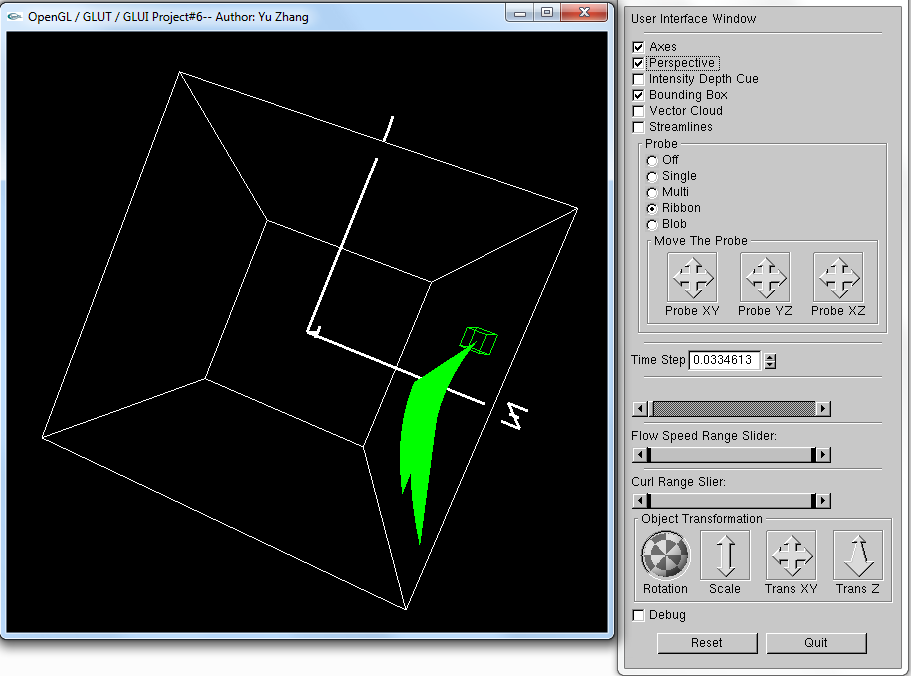 OpenGL / GLUT / GLUI Project#6-- Author: Yu Zhang
User Interface Window
Axes
Perspective
Intensity Depth Cue
Bounding Box
Vector Cloud
Streamlines
Probe
Off
Single
Multi
Ribbon
Blob
Move The Probe
Probe XY Probe YZ Probe XZ
Time Step 0.0334613
Flow Speed Range Slider:
Curl Range Slier:
Object Transformation
Rotation Scale Trans XY Trans Z
Debug
Reset Quit